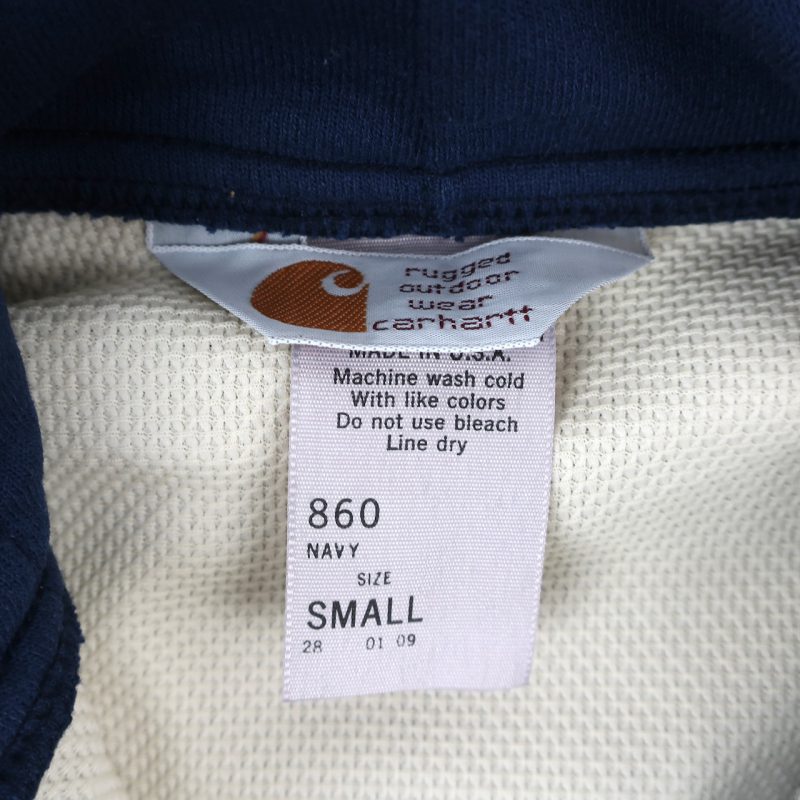 rugged
outdoor
wear
carhartt
MADE IN U.S.A.
Machine wash cold
With like colors
Do not use bleach
Line dry
860
NAVY
SIZE
SMALL
28 01 09